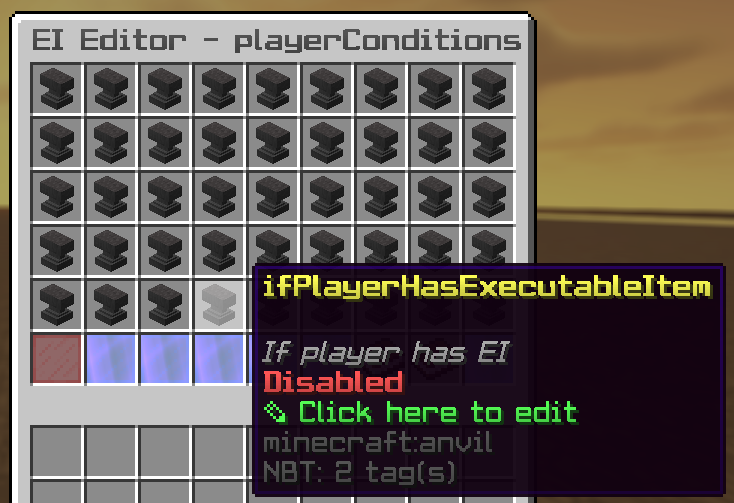 EI Editor - playerConditions
ifPlayerHasExecutableItem
If player has EI
Disabled
✎ Click here to edit
minecraft:anvil
NBT: 2 tag(s)